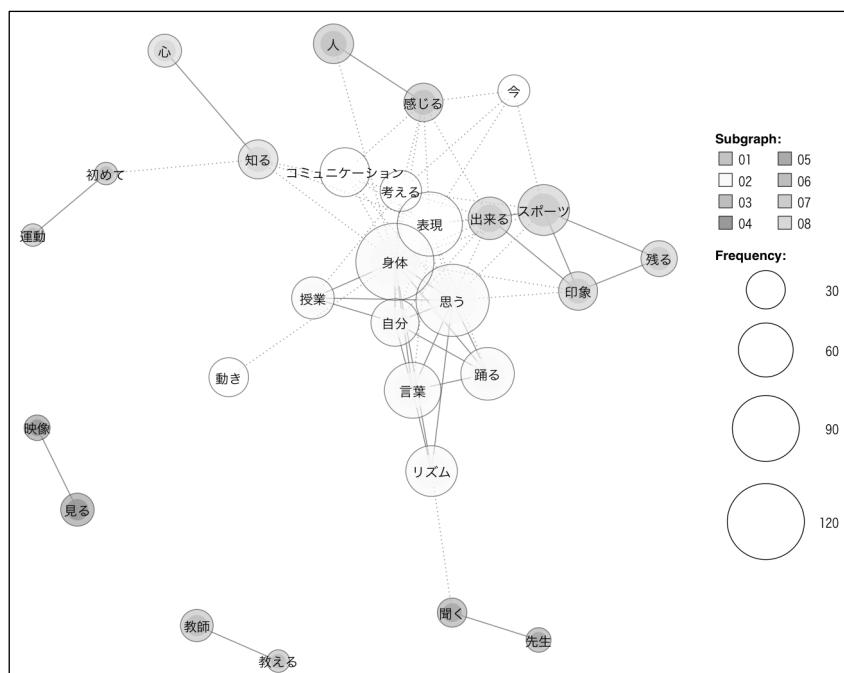 心
人
今
感じる
知る
コミュニケーション
初めて
考える
表現
出来る
スポーツ
運動
身体
残る
授業
思う
印象
自分
動き
言葉
踊る
映像
リズム
見る
教師
聞く
先生
教える
Subgraph:
01 05
02 06
03 07
04 08
Frequency:
30
60
90
120